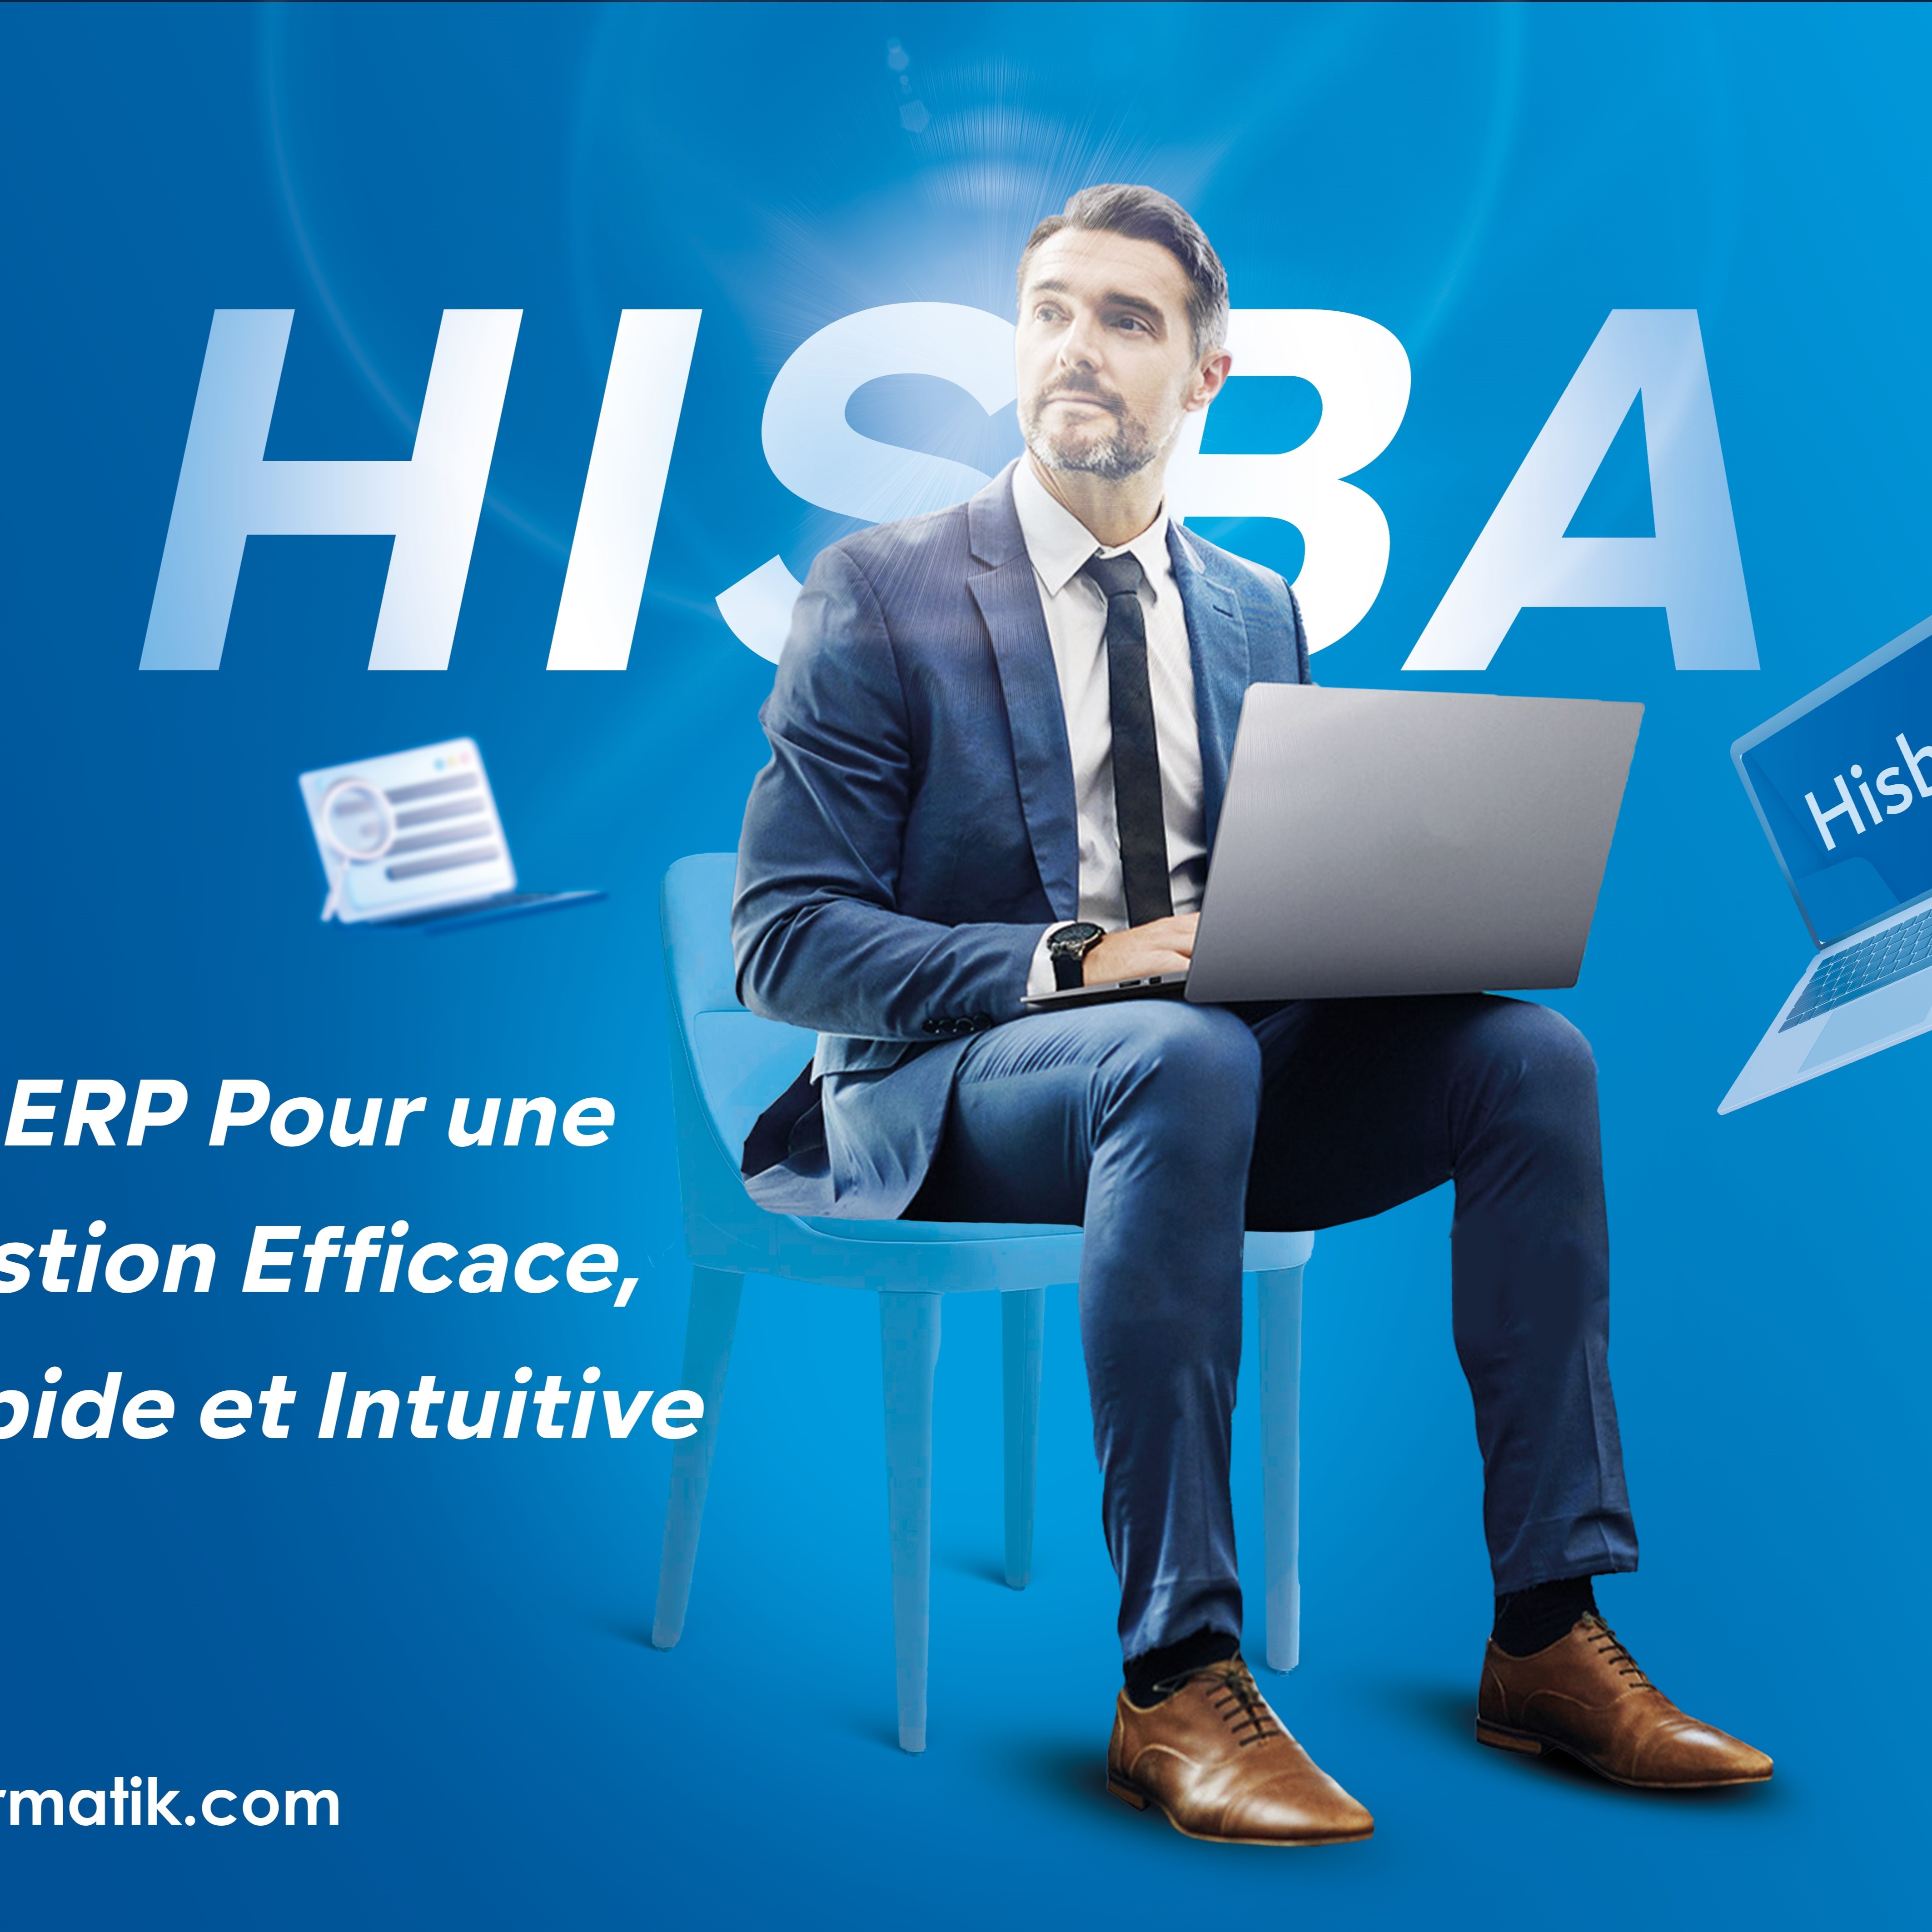 HISBA
Hisb
ERP Pour une
stion Efficace,
pide et Intuitive
rmatik.com